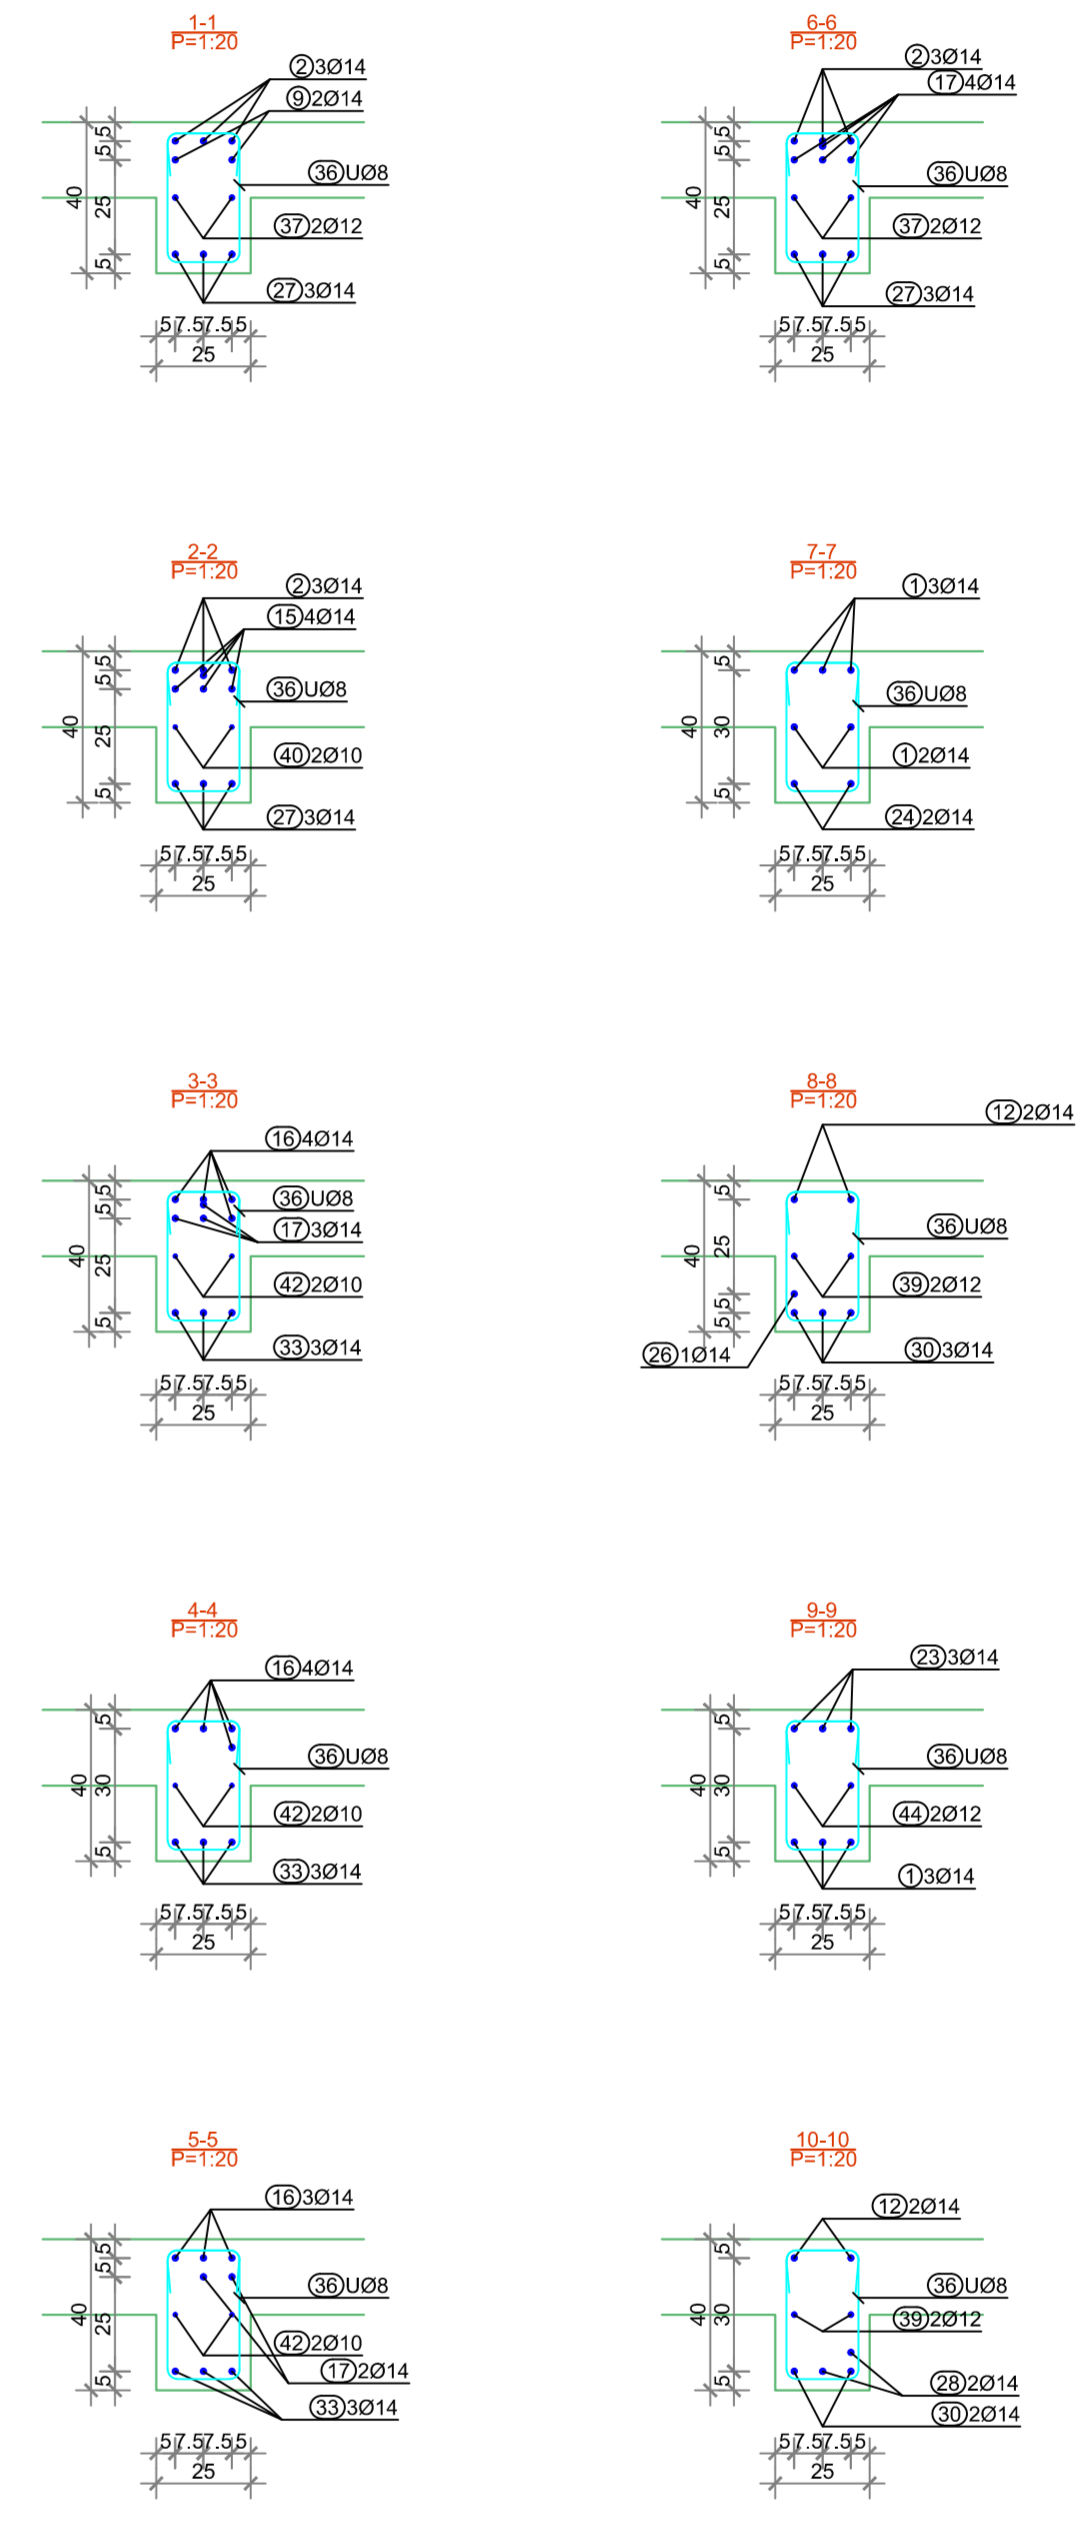 1-1
P=1:20
②3Ø14
⑨2Ø14
㊱UØ8
㊲2Ø12
㉗3Ø14
5
5
40
25
5
5 7.5 7.5 5
25
6-6
P=1:20
②3Ø14
⑰4Ø14
㊱UØ8
㊲2Ø12
㉗3Ø14
5
5
40
25
5
5 7.5 7.5 5
25
2-2
P=1:20
②3Ø14
⑮4Ø14
㊱UØ8
㊵2Ø10
㉗3Ø14
5
5
40
25
5
5 7.5 7.5 5
25
7-7
P=1:20
①3Ø14
㊱UØ8
①2Ø14
㉔2Ø14
5
40
30
5
5 7.5 7.5 5
25
3-3
P=1:20
⑯4Ø14
㊱UØ8
⑰3Ø14
㊷2Ø10
㉝3Ø14
5
5
40
25
5
5 7.5 7.5 5
25
8-8
P=1:20
⑫2Ø14
㊱UØ8
㊴2Ø12
㉖1Ø14
㉚3Ø14
5
40
25
5
5
5 7.5 7.5 5
25
4-4
P=1:20
⑯4Ø14
㊱UØ8
㊷2Ø10
㉝3Ø14
5
40
30
5
5 7.5 7.5 5
25
9-9
P=1:20
㉓3Ø14
㊱UØ8
㊹2Ø12
①3Ø14
5
40
30
5
5 7.5 7.5 5
25
5-5
P=1:20
⑯3Ø14
㊱UØ8
㊷2Ø10
⑰2Ø14
㉝3Ø14
5
5
40
25
5
5 7.5 7.5 5
25
10-10
P=1:20
⑫2Ø14
㊱UØ8
㊴2Ø12
㉘2Ø14
㉚2Ø14
5
40
30
5
5 7.5 7.5 5
25